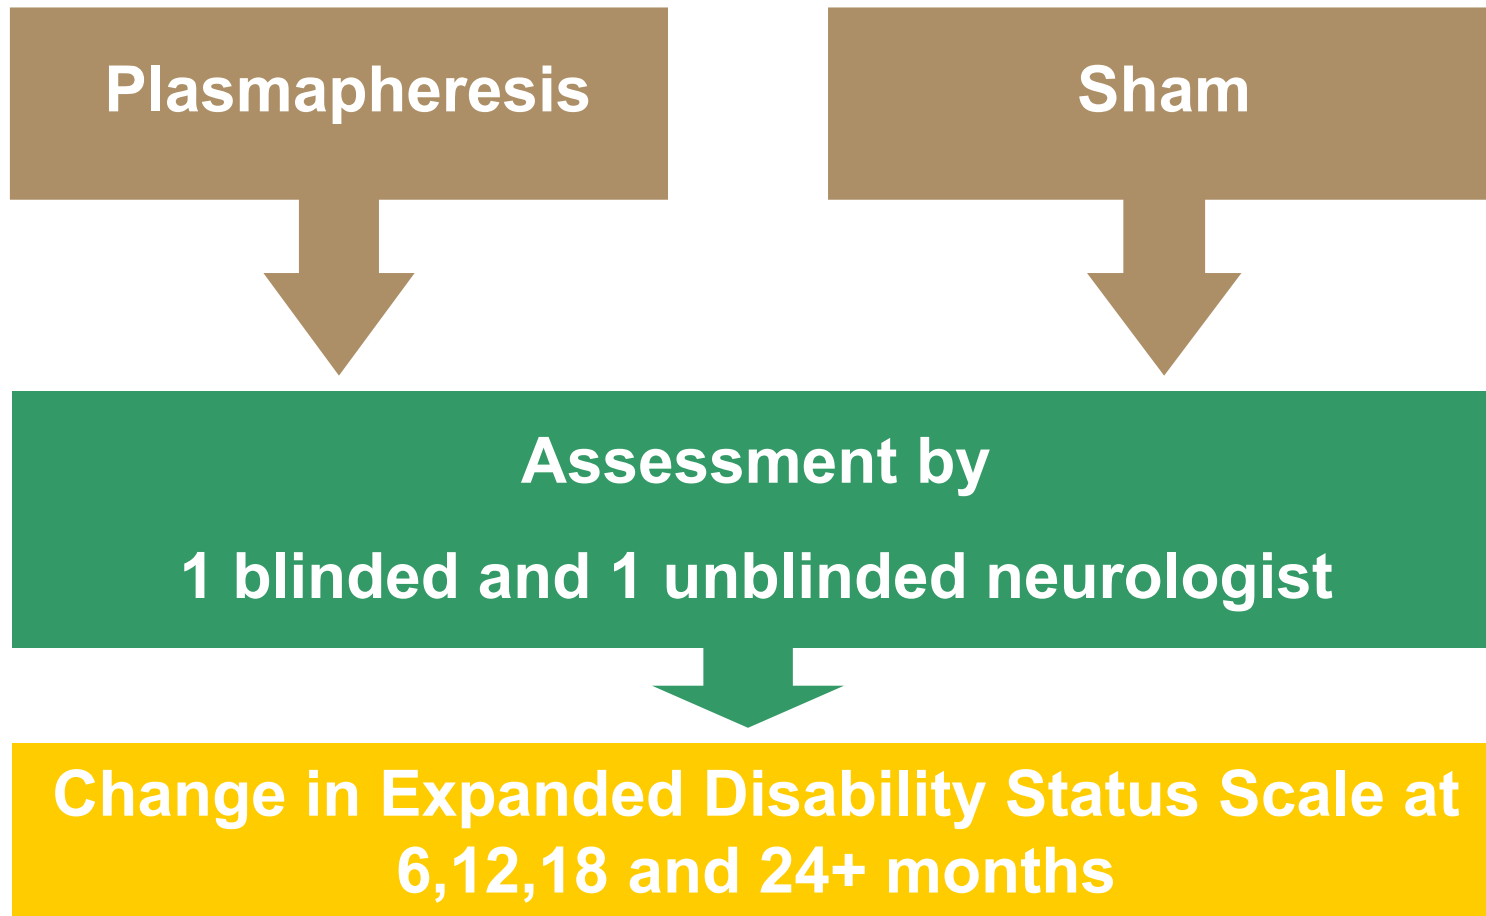 Plasmapheresis
Sham
Assessment by
1 blinded and 1 unblinded neurologist
Change in Expanded Disability Status Scale at
6,12,18 and 24+ months